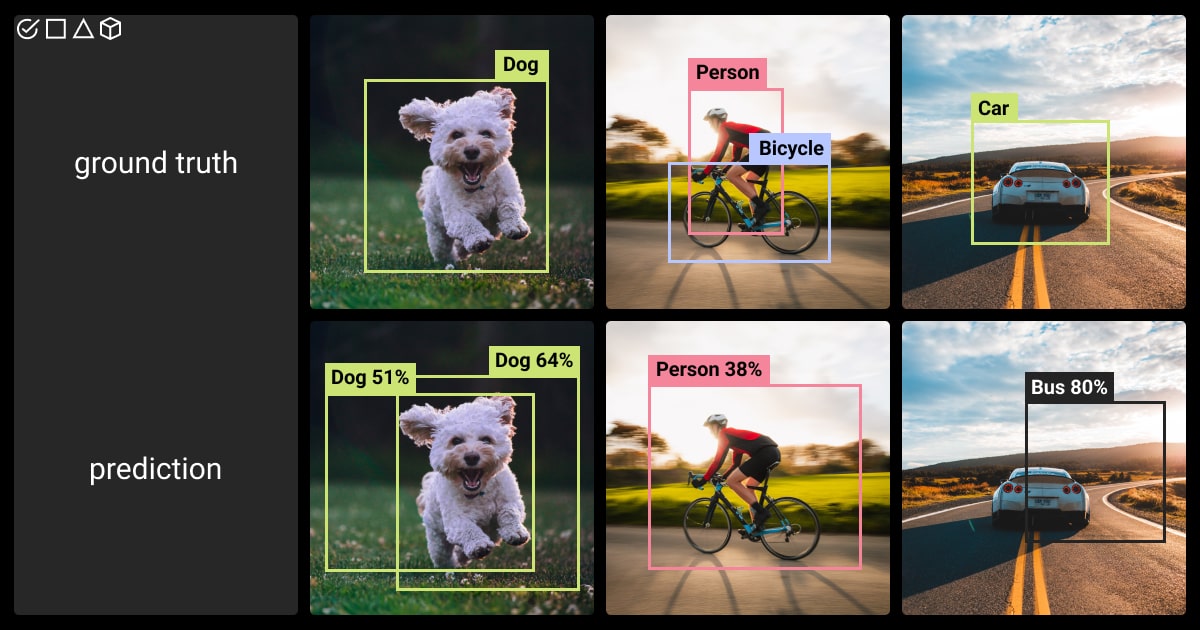 ground truth
Dog
Person
Bicycle
Car
prediction
Dog 51%
Dog 64%
Person 38%
Bus 80%